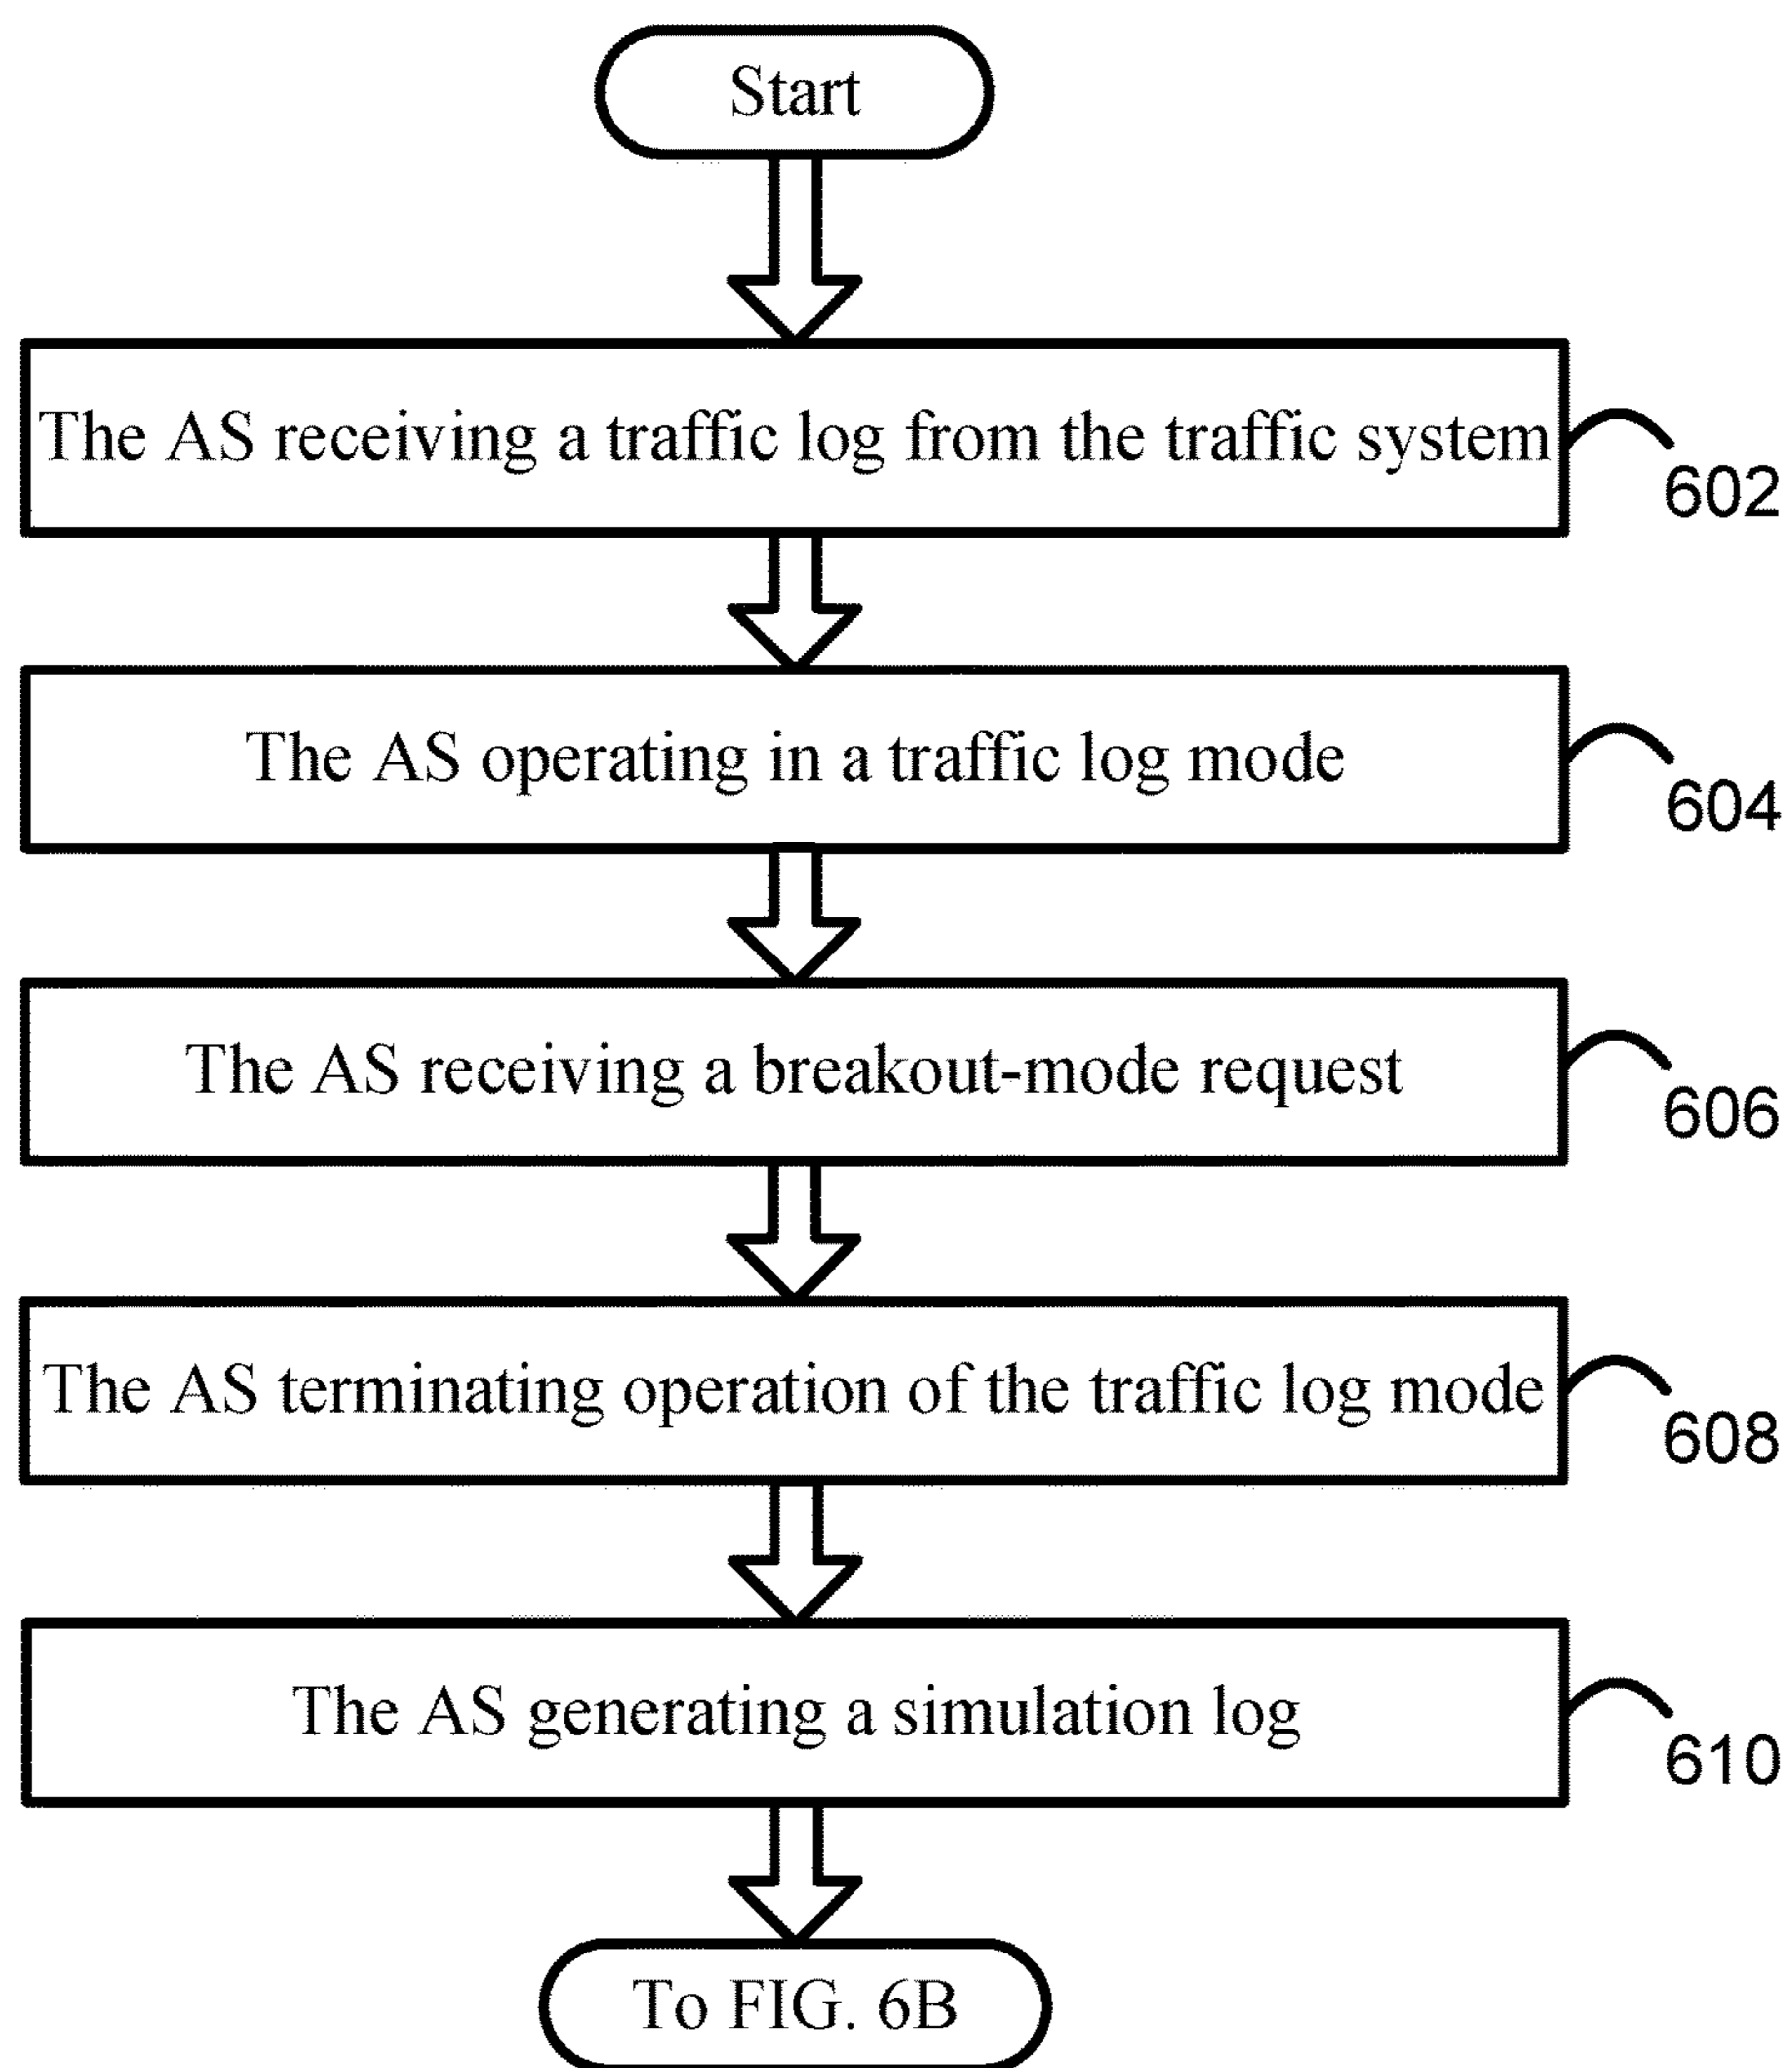 Start
The AS receiving a traffic log from the traffic system
602
The AS operating in a traffic log mode
604
The AS receiving a breakout-mode request
606
The AS terminating operation of the traffic log mode
608
The AS generating a simulation log
610
To FIG. 6B